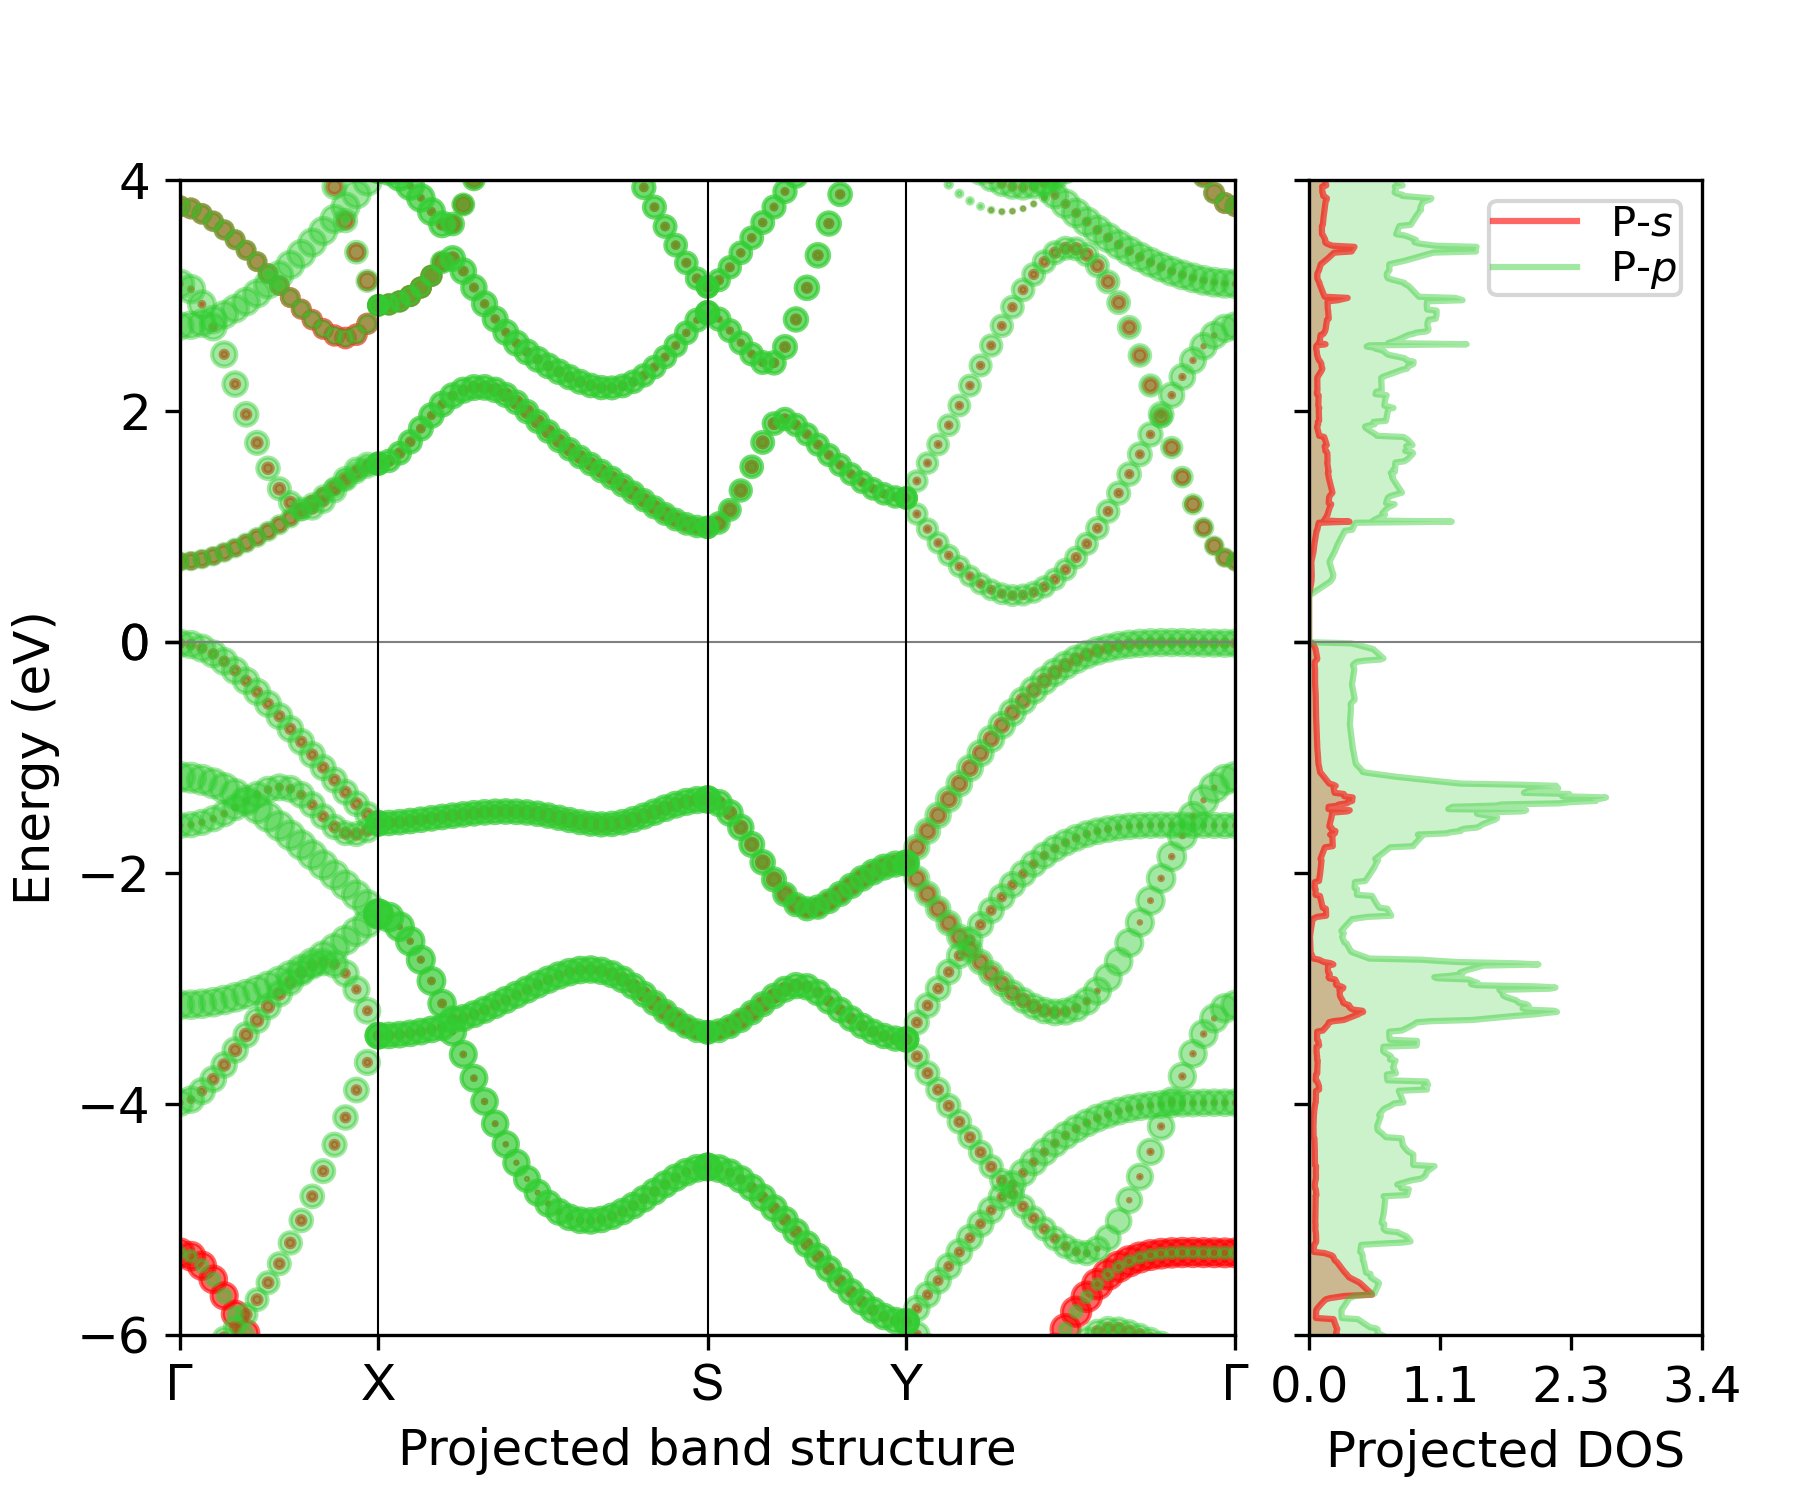 4
2
0
−2
−4
−6
Energy (eV)
Γ X S Y Γ
Projected band structure
P-s
P-p
0.0 1.1 2.3 3.4
Projected DOS